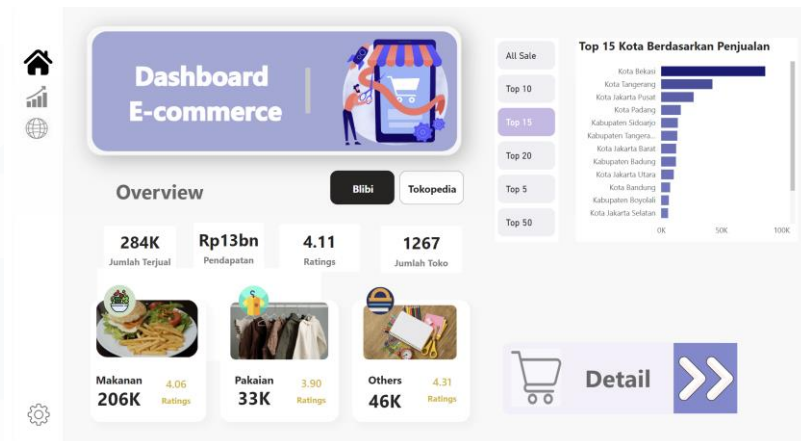 Dashboard
E-commerce
Overview
Blibi
Tokopedia
284K
Jumlah Terjual
Rp13bn
Pendapatan
4.11
Ratings
1267
Jumlah Toko
Makanan
206K
4.06
Ratings
Pakaian
33K
3.90
Ratings
Others
46K
4.31
Ratings
All Sale
Top 10
Top 15
Top 20
Top 5
Top 50
Top 15 Kota Berdasarkan Penjualan
Kota Bekasi
Kota Tangerang
Kota Jakarta Pusat
Kota Padang
Kabupaten Sidoarjo
Kabupaten Tangera...
Kota Jakarta Barat
Kabupaten Badung
Kota Jakarta Utara
Kota Bandung
Kabupaten Boyolali
Kota Jakarta Selatan
0K 50K 100K
Detail